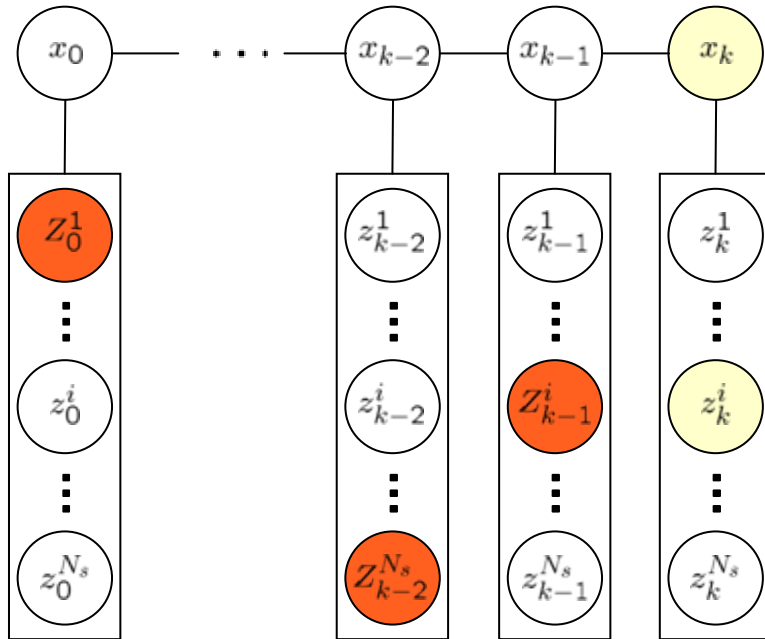 x_0 ... x_{k-2} x_{k-1} x_k
Z_0^1 z_{k-2}^1 z_{k-1}^1 z_k^1
z_0^i z_{k-2}^i Z_{k-1}^i z_k^i
z_0^{N_s} Z_{k-2}^{N_s} z_{k-1}^{N_s} z_k^{N_s}